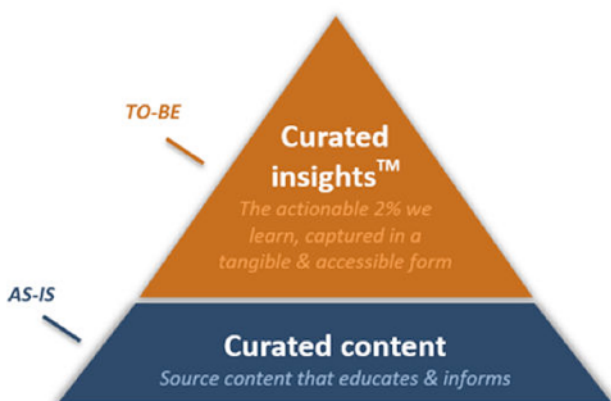 TO-BE
Curated
insights™
The actionable 2% we
learn, captured in a
tangible & accessible form
AS-IS
Curated content
Source content that educates & informs